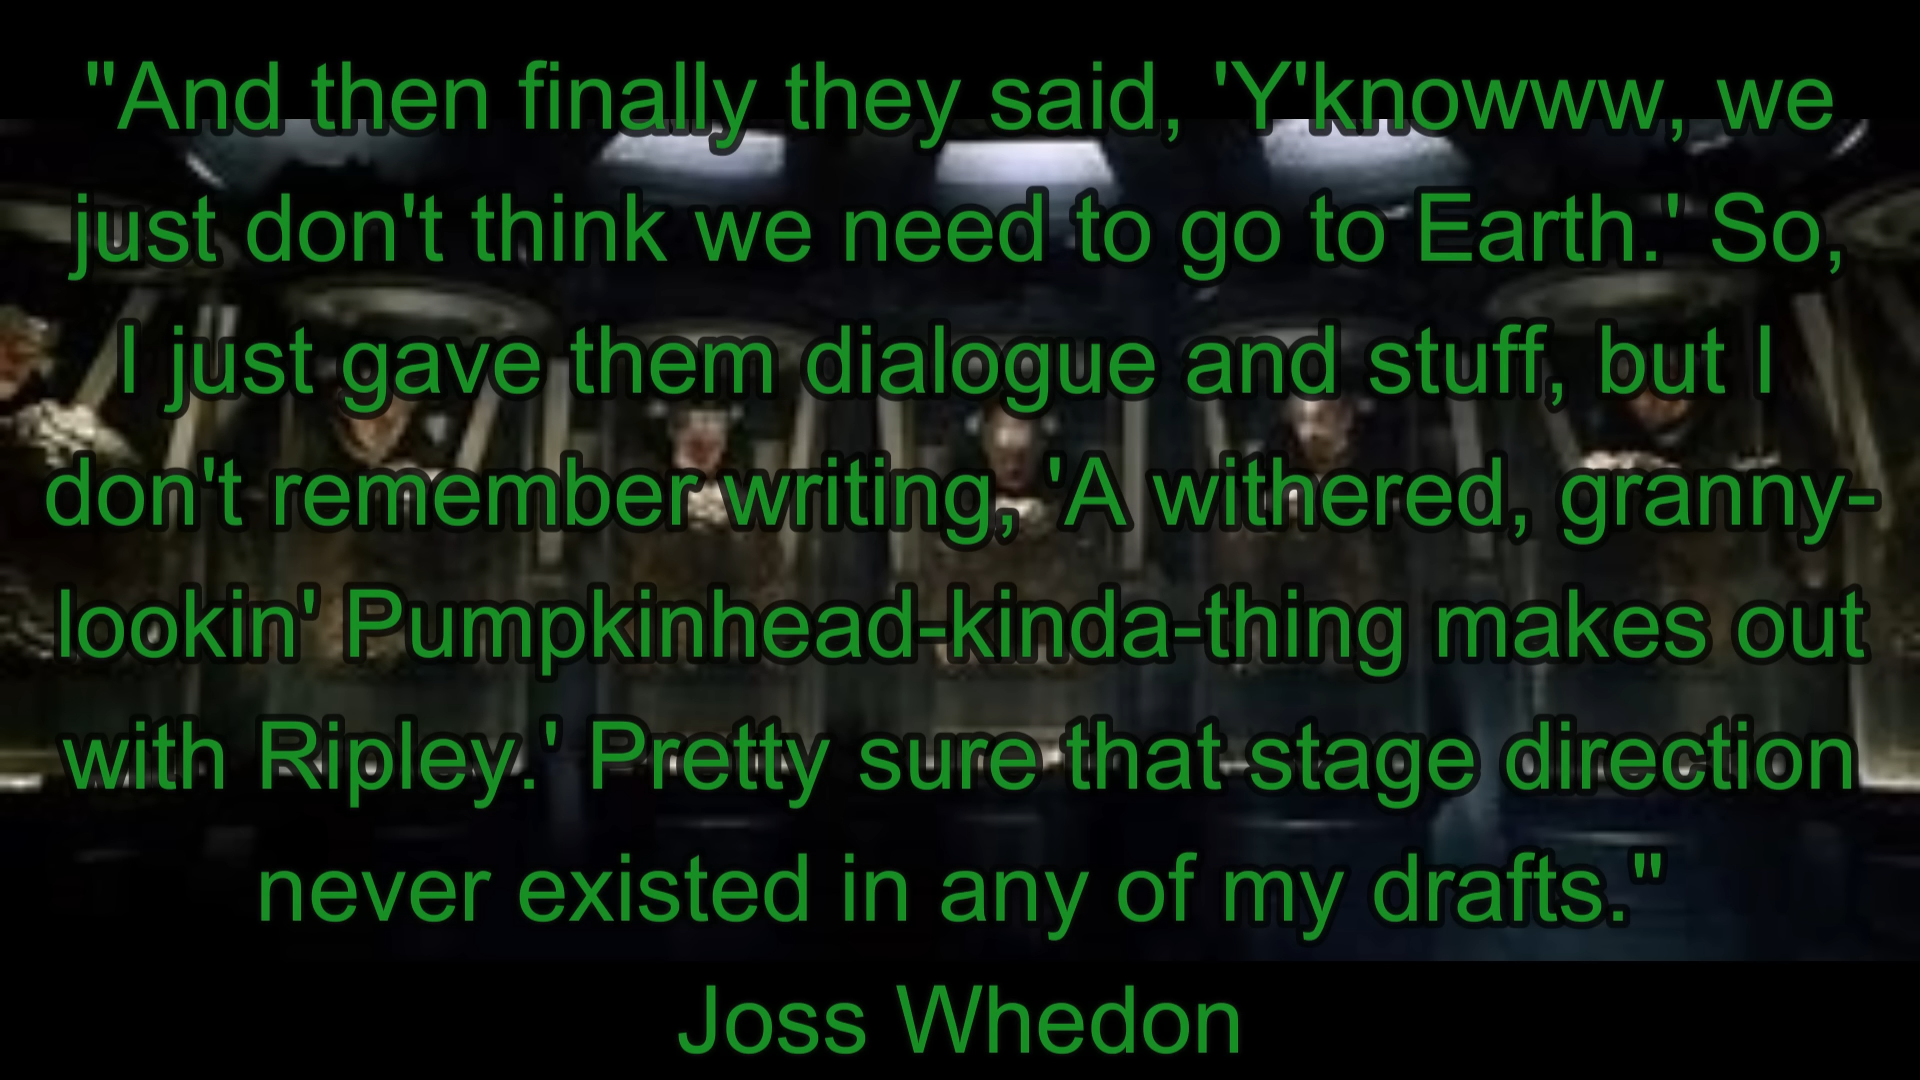 "And then finally they said, 'Y'knowww, we
just don't think we need to go to Earth.' So,
I just gave them dialogue and stuff, but I
don't remember writing, 'A withered, granny-
lookin' Pumpkinhead-kinda-thing makes out
with Ripley.' Pretty sure that stage direction
never existed in any of my drafts."
Joss Whedon